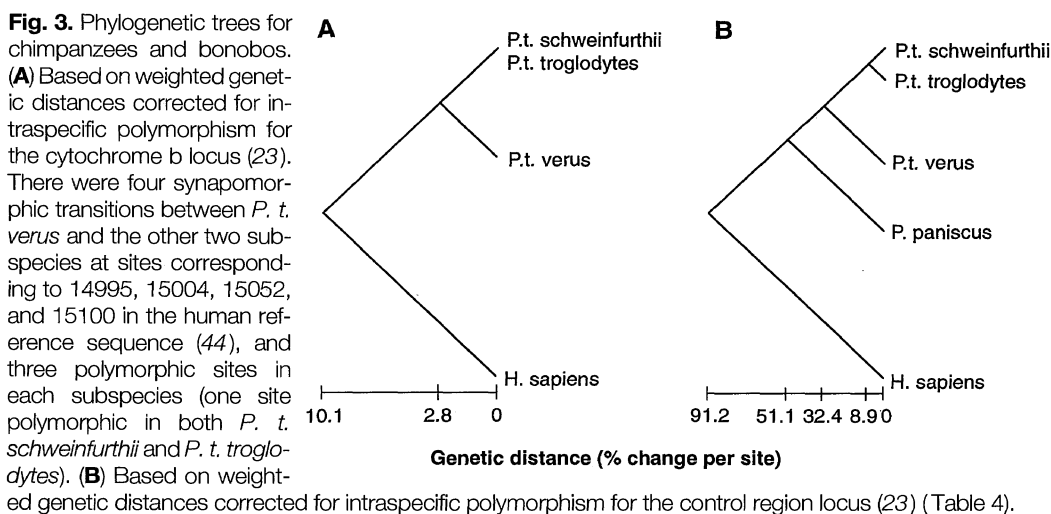 Fig. 3. Phylogenetic trees for
chimpanzees and bonobos.
(A) Based on weighted genet-
ic distances corrected for in-
traspecific polymorphism for
the cytochrome b locus (23).
There were four synapomor-
phic transitions between P. t.
verus and the other two sub-
species at sites correspond-
ing to 14995, 15004, 15052,
and 15100 in the human ref-
erence sequence (44), and
three polymorphic sites in
each subspecies (one site
polymorphic in both P. t.
schweinfurthii and P. t. troglo-
dytes). (B) Based on weight-
ed genetic distances corrected for intraspecific polymorphism for the control region locus (23) (Table 4).
A
P.t. schweinfurthii
P.t. troglodytes
P.t. verus
H. sapiens
10.1 2.8 0
B
P.t. schweinfurthii
P.t. troglodytes
P.t. verus
P. paniscus
H. sapiens
91.2 51.1 32.4 8.9 0
Genetic distance (% change per site)